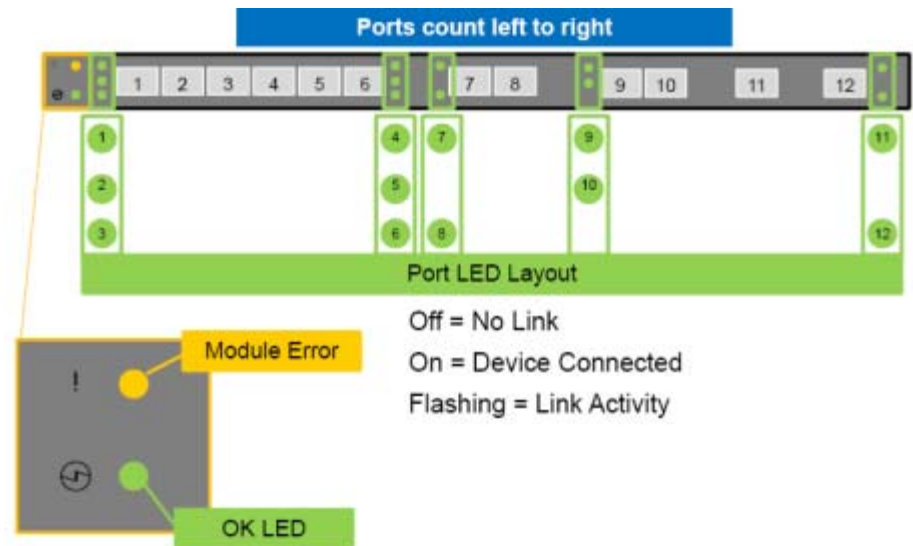 Ports count left to right
1 2 3 4 5 6 7 8 9 10 11 12
1 4 7 9 11
2 5 10
3 6 8 12
Port LED Layout
Off = No Link
On = Device Connected
Flashing = Link Activity
Module Error
!
OK LED